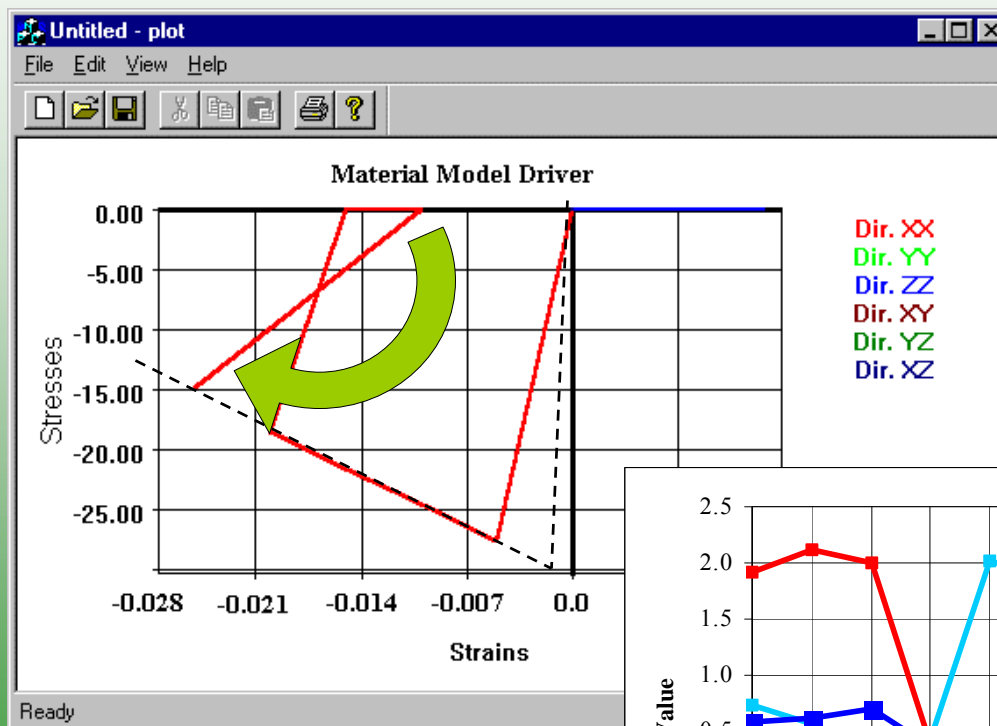 Untitled - plot
File Edit View Help
Material Model Driver
0.00
-5.00
-10.00
-15.00
-20.00
-25.00
Stresses
-0.028 -0.021 -0.014 -0.007 0.0
Strains
Dir. XX
Dir. YY
Dir. ZZ
Dir. XY
Dir. YZ
Dir. XZ
2.5
2.0
1.5
1.0
Ready